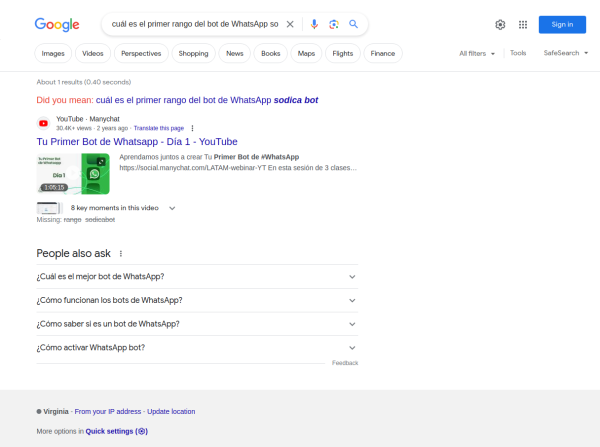 Google
cuál es el primer rango del bot de WhatsApp so
Sign in
Images Videos Perspectives Shopping News Books Maps Flights Finance All filters Tools SafeSearch
About 1 results (0.40 seconds)
Did you mean: cuál es el primer rango del bot de WhatsApp sodica bot
YouTube · Manychat
30.4K+ views · 2 years ago · Translate this page
Tu Primer Bot de Whatsapp - Día 1 - YouTube
Tu Primer Bot
de Whatsapp
Día 1
1:05:15
Aprendamos juntos a crear Tu Primer Bot de #WhatsApp
https://social.manychat.com/LATAM-webinar-YT En esta sesión de 3 clases...
8 key moments in this video
Missing: rango sodicabot
People also ask
¿Cuál es el mejor bot de WhatsApp?
¿Cómo funcionan los bots de WhatsApp?
¿Cómo saber si es un bot de WhatsApp?
¿Cómo activar WhatsApp bot?
Feedback
Virginia · From your IP address · Update location
More options in Quick settings ( )